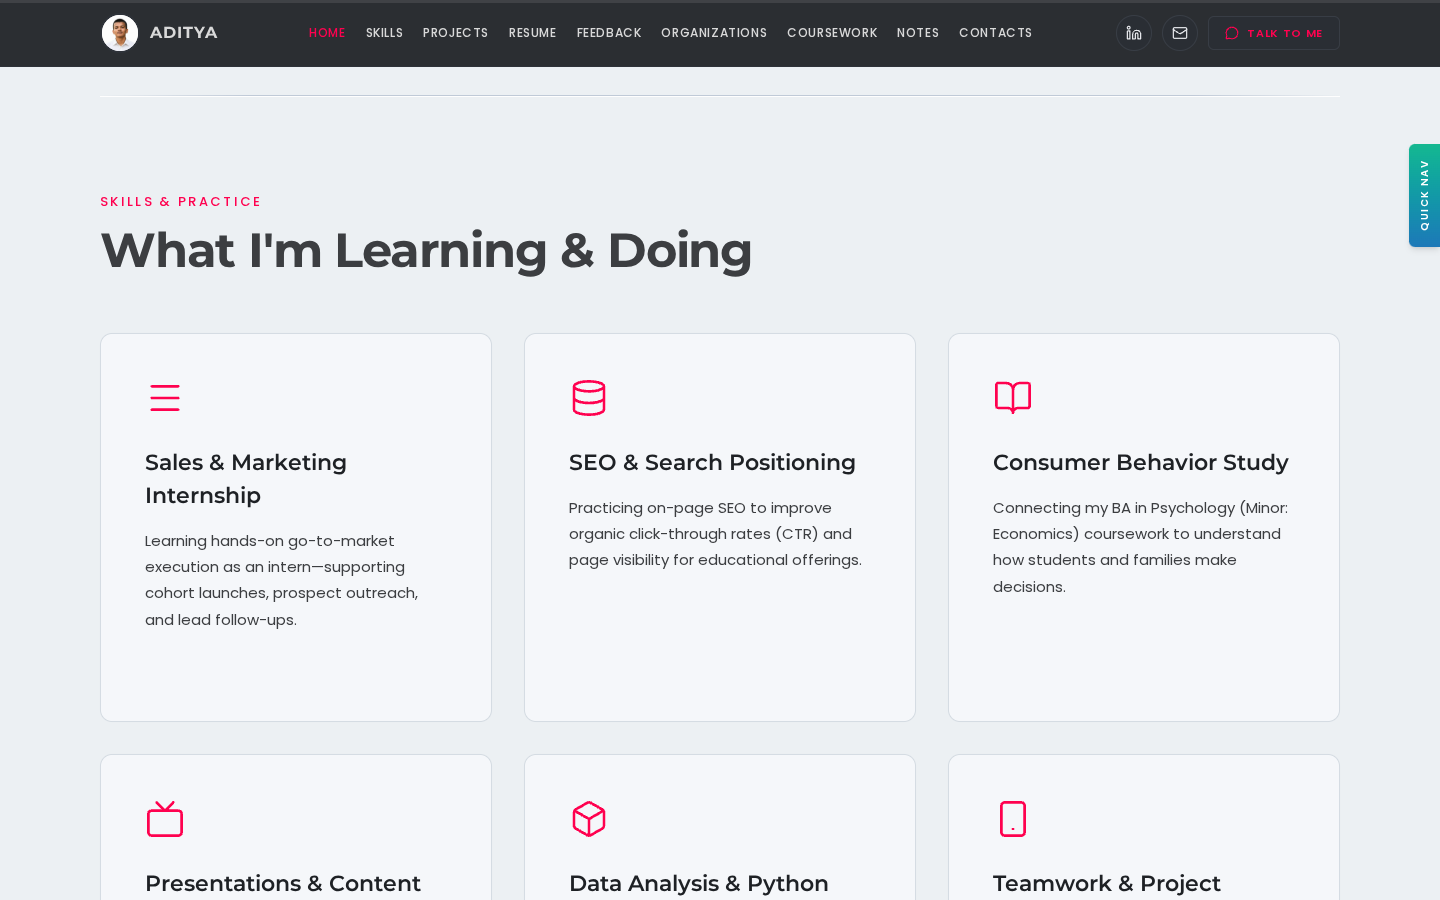 ADITYA
HOME SKILLS PROJECTS RESUME FEEDBACK ORGANIZATIONS COURSEWORK NOTES CONTACTS
TALK TO ME
QUICK NAV
SKILLS & PRACTICE
What I'm Learning & Doing
Sales & Marketing
Internship
Learning hands-on go-to-market
execution as an intern—supporting
cohort launches, prospect outreach,
and lead follow-ups.
SEO & Search Positioning
Practicing on-page SEO to improve
organic click-through rates (CTR) and
page visibility for educational offerings.
Consumer Behavior Study
Connecting my BA in Psychology (Minor:
Economics) coursework to understand
how students and families make
decisions.
Presentations & Content
Data Analysis & Python
Teamwork & Project